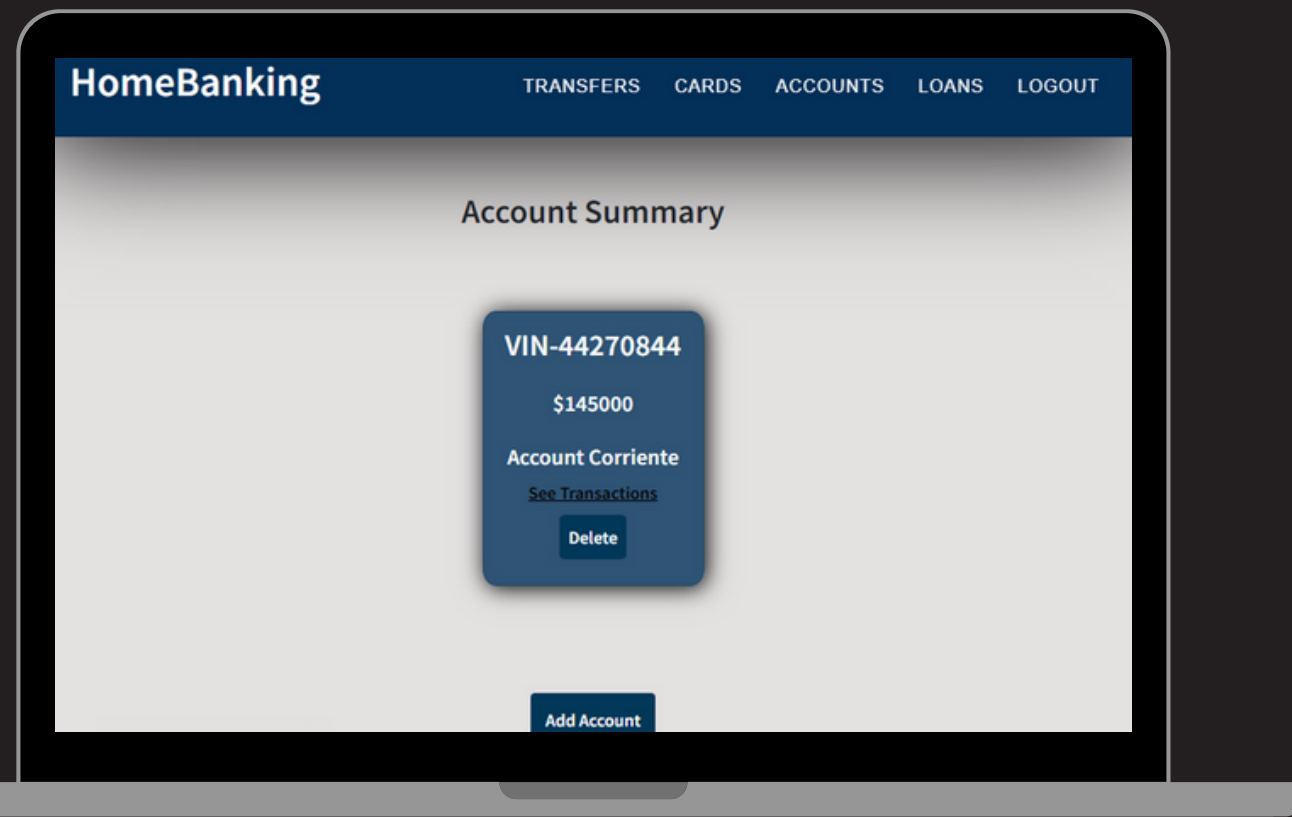 HomeBanking
TRANSFERS CARDS ACCOUNTS LOANS LOGOUT
Account Summary
VIN-44270844
$145000
Account Corriente
See Transactions
Delete
Add Account